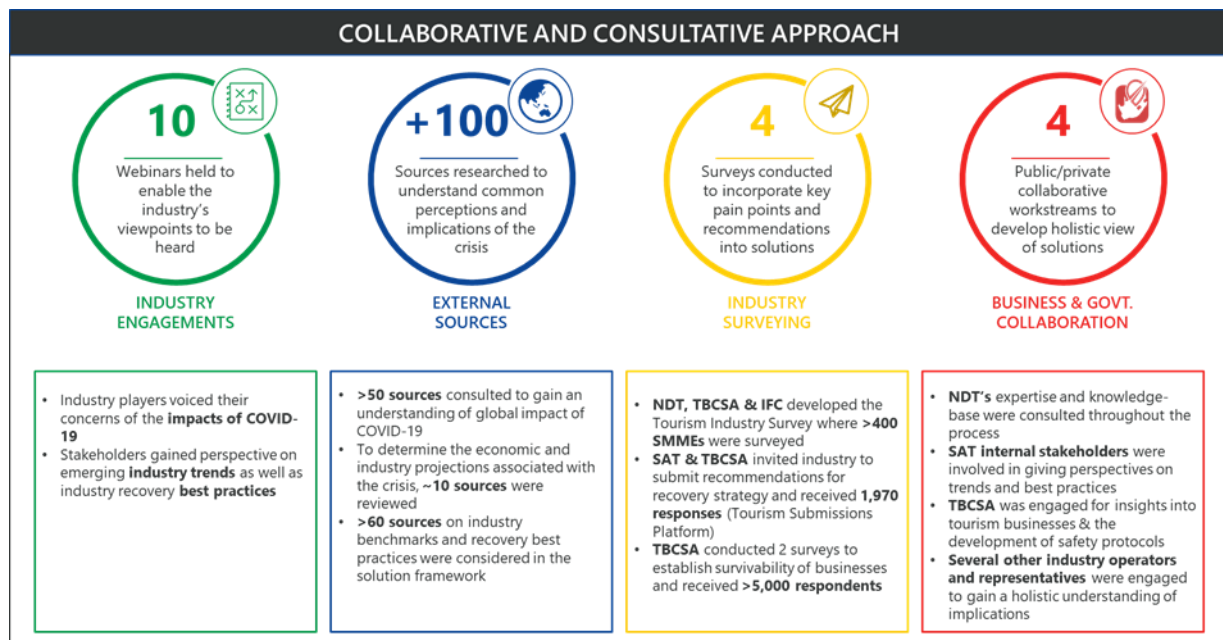 COLLABORATIVE AND CONSULTATIVE APPROACH
10
Webinars held to
enable the
industry's
viewpoints to be
heard
INDUSTRY
ENGAGEMENTS
+100
Sources researched to
understand common
perceptions and
implications of the
crisis
EXTERNAL
SOURCES
4
Surveys conducted
to incorporate key
pain points and
recommendations
into solutions
INDUSTRY
SURVEYING
4
Public/private
collaborative
workstreams to
develop holistic view
of solutions
BUSINESS & GOVT.
COLLABORATION
• Industry players voiced their
concerns of the impacts of COVID-
19
• Stakeholders gained perspective on
emerging industry trends as well as
industry recovery best practices
• >50 sources consulted to gain an
understanding of global impact of
COVID-19
• To determine the economic and
industry projections associated with
the crisis, ~10 sources were
reviewed
• >60 sources on industry
benchmarks and recovery best
practices were considered in the
solution framework
• NDT, TBCSA & IFC developed the
Tourism Industry Survey where >400
SMMEs were surveyed
• SAT & TBCSA invited industry to
submit recommendations for
recovery strategy and received 1,970
responses (Tourism Submissions
Platform)
• TBCSA conducted 2 surveys to
establish survivability of businesses
and received >5,000 respondents
• NDT's expertise and knowledge-
base were consulted throughout the
process
• SAT internal stakeholders were
involved in giving perspectives on
trends and best practices
• TBCSA was engaged for insights into
tourism businesses & the
development of safety protocols
• Several other industry operators
and representatives were engaged
to gain a holistic understanding of
implications